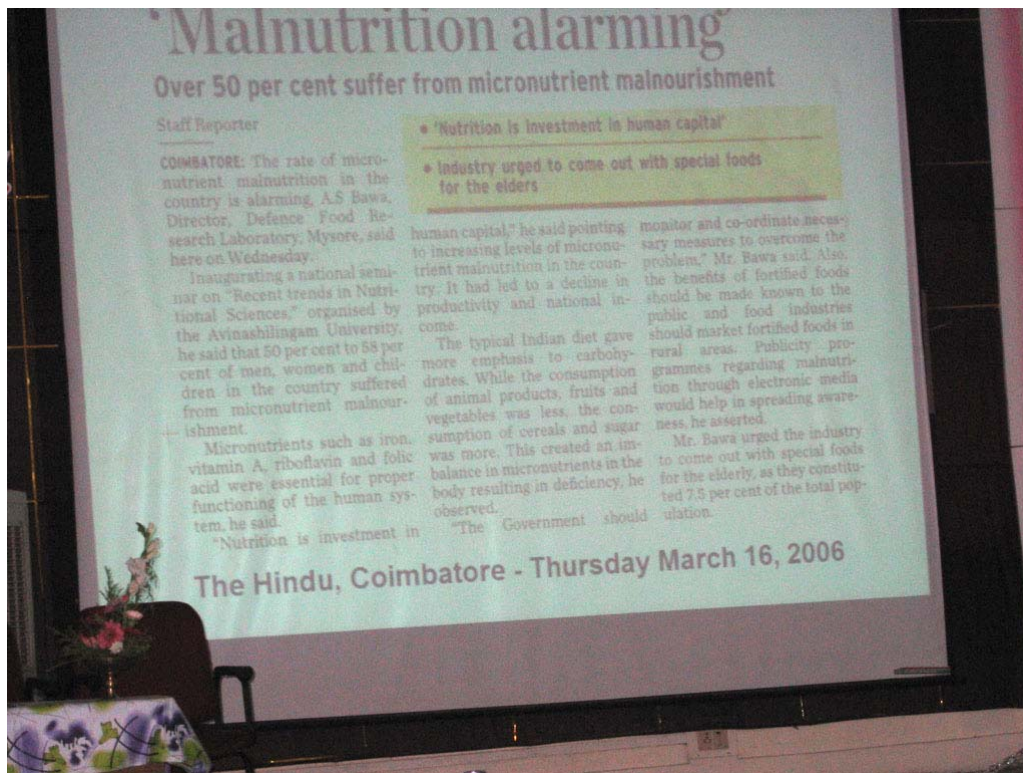 'Malnutrition alarming'
Over 50 per cent suffer from micronutrient malnourishment
Staff Reporter
• 'Nutrition is investment in human capital'
• Industry urged to come out with special foods
for the elders
COIMBATORE: The rate of micro-
nutrient malnutrition in the
country is alarming, A.S Bawa,
Director, Defence Food Re-
search Laboratory, Mysore, said
here on Wednesday.
Inaugurating a national semi-
nar on "Recent trends in Nutri-
tional Sciences," organised by
the Avinashilingam University,
he said that 50 per cent to 68 per
cent of men, women and chil-
dren in the country suffered
from micronutrient malnour-
ishment.
Micronutrients such as iron,
vitamin A, riboflavin and folic
acid were essential for proper
functioning of the human sys-
tem, he said.
"Nutrition is investment in
human capital," he said pointing
to increasing levels of micronu-
trient malnutrition in the coun-
try. It had led to a decline in
productivity and national in-
come.
The typical Indian diet gave
more emphasis to carbohy-
drates. While the consumption
of animal products, fruits and
vegetables was less, the con-
sumption of cereals and sugar
was more. This created an im-
balance in micronutrients in the
body resulting in deficiency, he
observed.
"The Government should
monitor and co-ordinate neces-
sary measures to overcome the
problem," Mr. Bawa said. Also,
the benefits of fortified foods
should be made known to the
public and food industries
should market fortified foods in
rural areas. Publicity pro-
grammes regarding malnutri-
tion through electronic media
would help in spreading aware-
ness, he asserted.
Mr. Bawa urged the industry
to come out with special foods
for the elderly, as they constitu-
ted 7.5 per cent of the total pop-
ulation.
The Hindu, Coimbatore - Thursday March 16, 2006